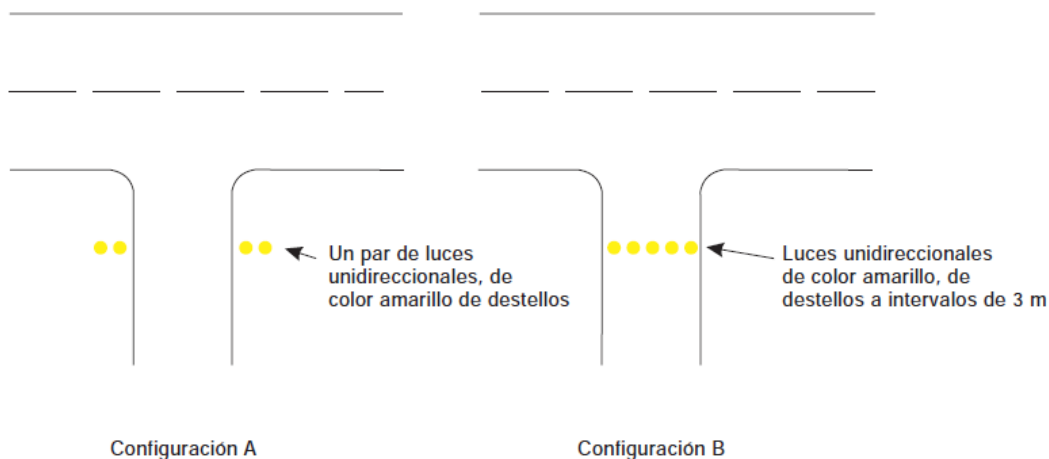 Un par de luces
unidireccionales, de
color amarillo de destellos
Luces unidireccionales
de color amarillo, de
destellos a intervalos de 3 m
Configuración A
Configuración B